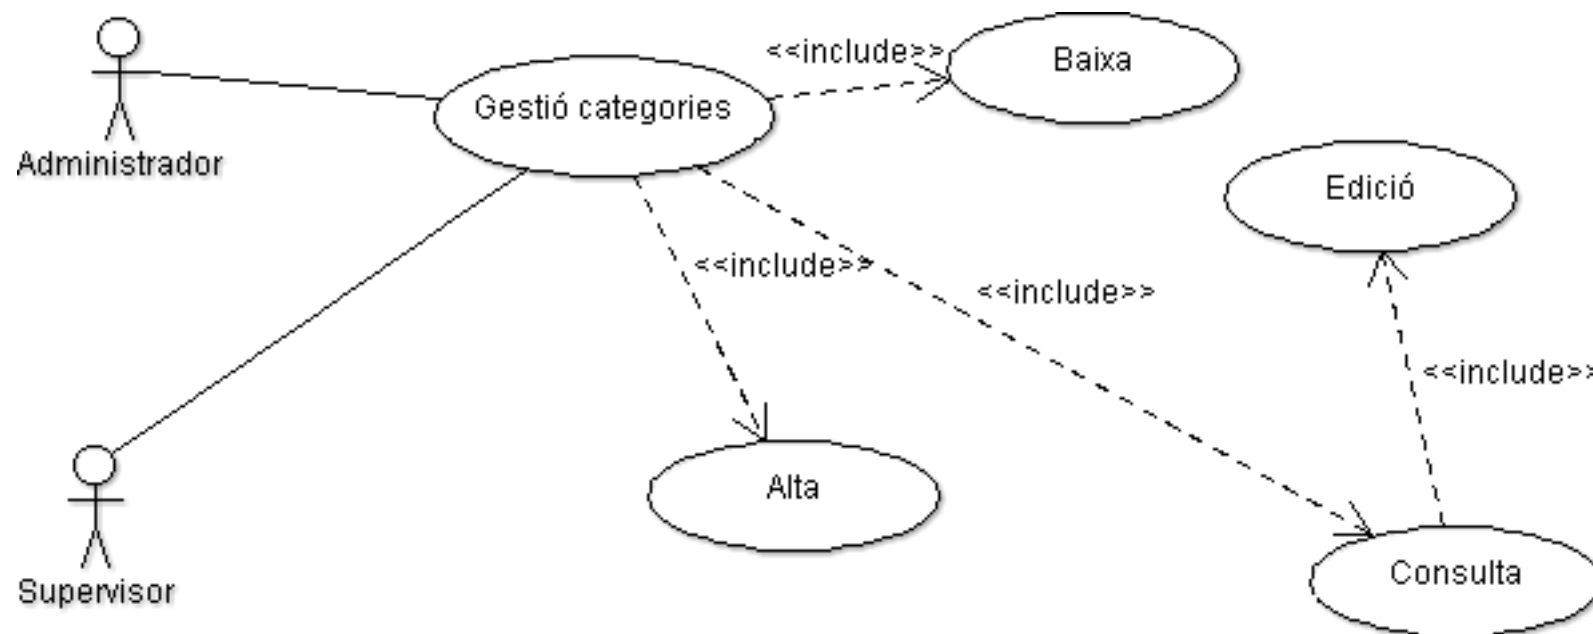 <<include>>
Baixa
Gestió categories
Administrador
Edició
<<include>>
<<include>>
<<include>>
Alta
Consulta
Supervisor